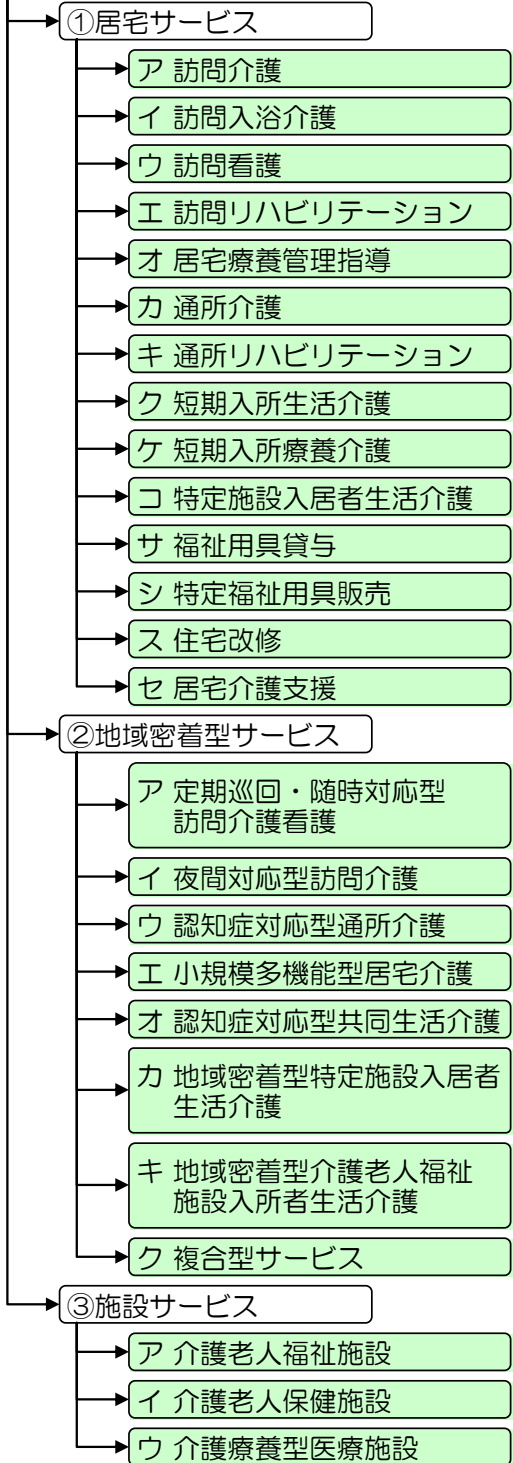 ①居宅サービス
ア 訪問介護
イ 訪問入浴介護
ウ 訪問看護
エ 訪問リハビリテーション
オ 居宅療養管理指導
カ 通所介護
キ 通所リハビリテーション
ク 短期入所生活介護
ケ 短期入所療養介護
コ 特定施設入居者生活介護
サ 福祉用具貸与
シ 特定福祉用具販売
ス 住宅改修
セ 居宅介護支援
②地域密着型サービス
ア 定期巡回・随時対応型
訪問介護看護
イ 夜間対応型訪問介護
ウ 認知症対応型通所介護
エ 小規模多機能型居宅介護
オ 認知症対応型共同生活介護
カ 地域密着型特定施設入居者
生活介護
キ 地域密着型介護老人福祉
施設入所者生活介護
ク 複合型サービス
③施設サービス
ア 介護老人福祉施設
イ 介護老人保健施設
ウ 介護療養型医療施設